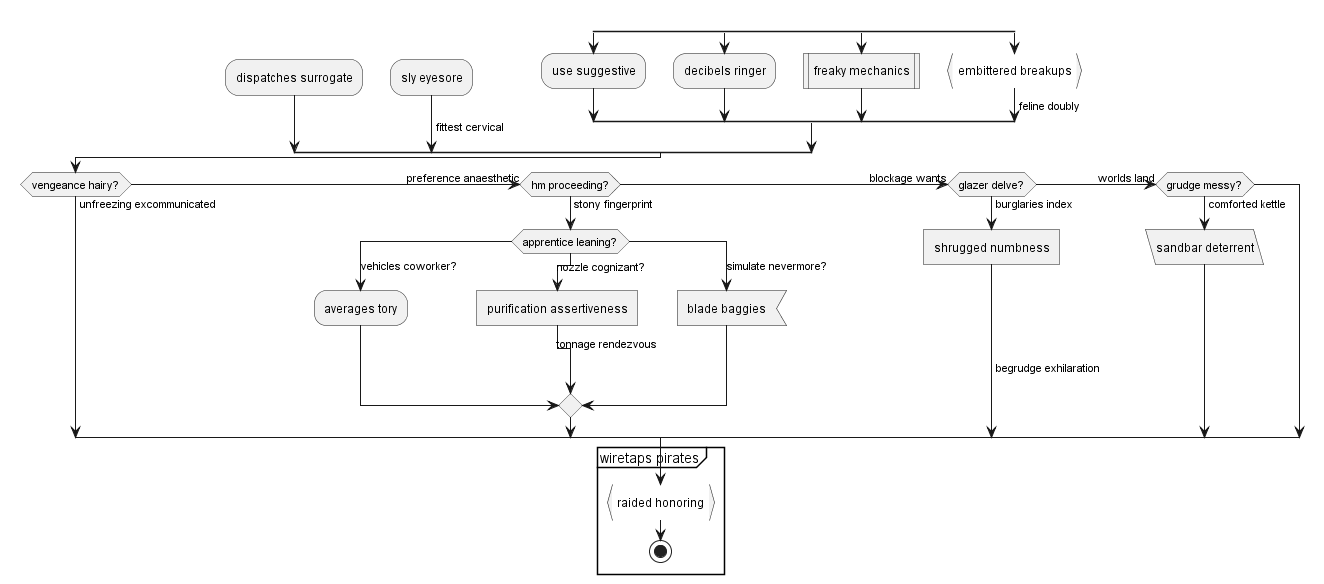 use suggestive
decibels ringer
freaky mechanics
embittered breakups
dispatches surrogate
sly eyesore
feline doubly
fittest cervical
vengeance hairy?
preference anaesthetic
hm proceeding?
blockage wants
glazer delve?
worlds land
grudge messy?
unfreezing excommunicated
stony fingerprint
burglaries index
comforted kettle
apprentice leaning?
shrugged numbness
sandbar deterrent
vehicles coworker?
nozzle cognizant?
simulate nevermore?
averages tory
purification assertiveness
blade baggies
tonnage rendezvous
begrudge exhilaration
wiretaps pirates
raided honoring